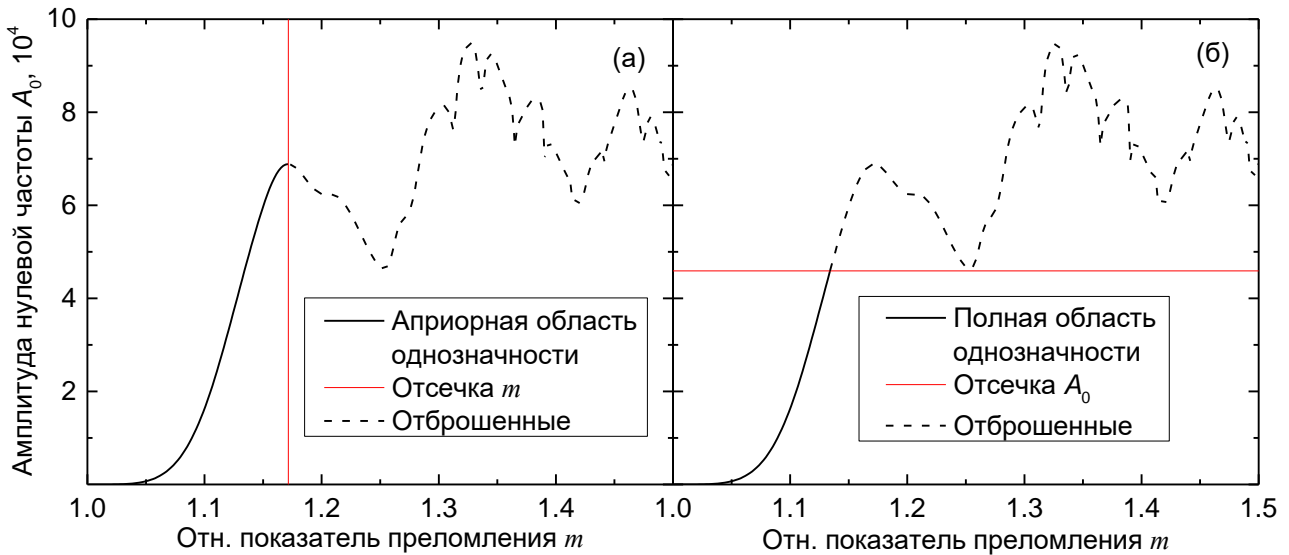 Амплитуда нулевой частоты A₀, 10⁴
10
8
6
4
2
(а)
Априорная область
однозначности
Отсечка m
Отброшенные
1.0
1.1
1.2
1.3
1.4
Отн. показатель преломления m
(б)
Полная область
однозначности
Отсечка A₀
Отброшенные
1.0
1.1
1.2
1.3
1.4
1.5
Отн. показатель преломления m